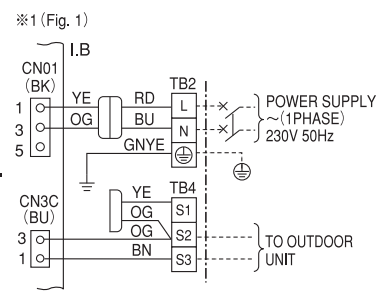 ※1 (Fig. 1)
I.B
CN01
(BK)
TB2
1 YE RD L
3 OG BU N
5 GNYE
POWER SUPPLY
~(1PHASE)
230V 50Hz
CN3C
(BU)
TB4
YE
OG S1
3 OG S2
1 BN S3
TO OUTDOOR
UNIT